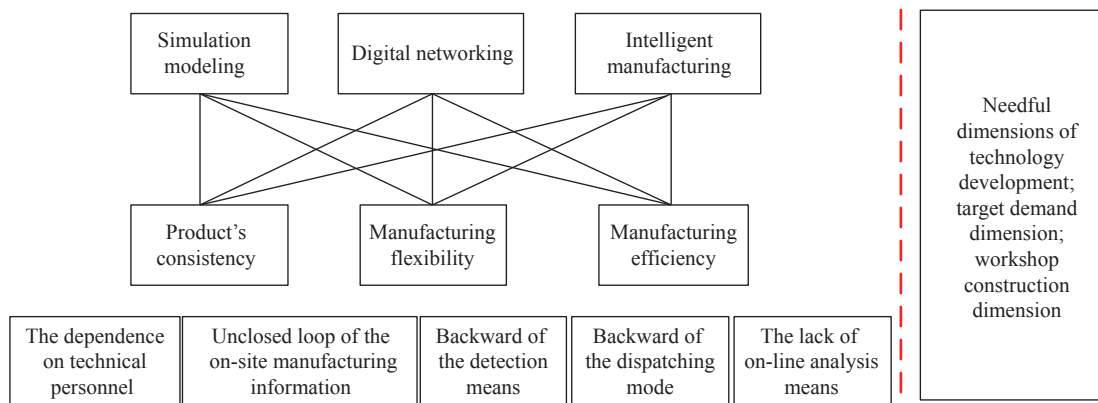 Simulation
modeling
Digital networking
Intelligent
manufacturing
Product's
consistency
Manufacturing
flexibility
Manufacturing
efficiency
The dependence
on technical
personnel
Unclosed loop of the
on-site manufacturing
information
Backward of
the detection
means
Backward of
the dispatching
mode
The lack of
on-line analysis
means
Needful
dimensions of
technology
development;
target demand
dimension;
workshop
construction
dimension